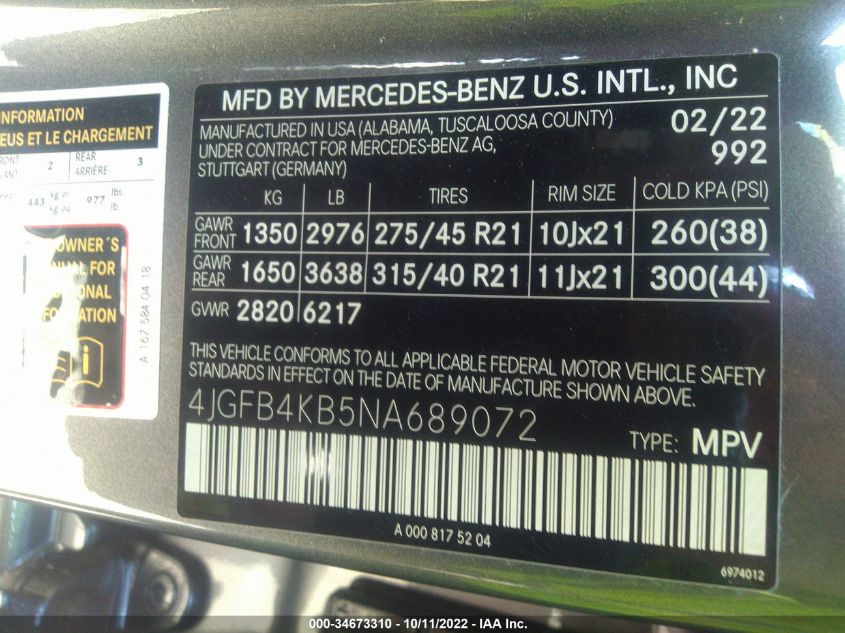 INFORMATION
EUS ET LE CHARGEMENT
2 REAR ARRIÈRE 3
443 kg or kg ou 977 lbs. lb.
OWNER'S
FOR
A 167 584 04 18
MFD BY MERCEDES-BENZ U.S. INTL., INC
MANUFACTURED IN USA (ALABAMA, TUSCALOOSA COUNTY) 02/22
UNDER CONTRACT FOR MERCEDES-BENZ AG, 992
STUTTGART (GERMANY)
KG LB TIRES RIM SIZE COLD KPA (PSI)
GAWR FRONT 1350 2976 275/45 R21 10Jx21 260(38)
GAWR REAR 1650 3638 315/40 R21 11Jx21 300(44)
GVWR 2820 6217
THIS VEHICLE CONFORMS TO ALL APPLICABLE FEDERAL MOTOR VEHICLE SAFETY
STANDARDS IN EFFECT ON THE DATE OF MANUFACTURE SHOWN ABOVE.
4JGFB4KB5NA689072
TYPE: MPV
A 000 817 52 04
6974012
000-34673310 - 10/11/2022 - IAA Inc.